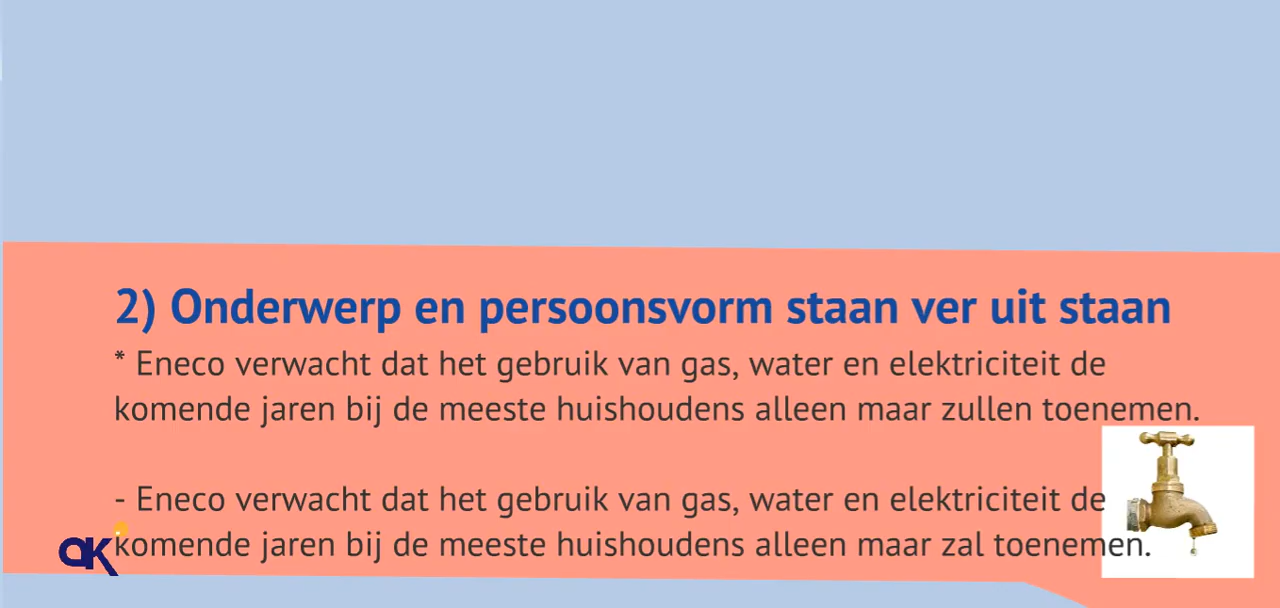 2) Onderwerp en persoonsvorm staan ver uit staan
* Eneco verwacht dat het gebruik van gas, water en elektriciteit de
komende jaren bij de meeste huishoudens alleen maar zullen toenemen.
- Eneco verwacht dat het gebruik van gas, water en elektriciteit de
komende jaren bij de meeste huishoudens alleen maar zal toenemen.
aK